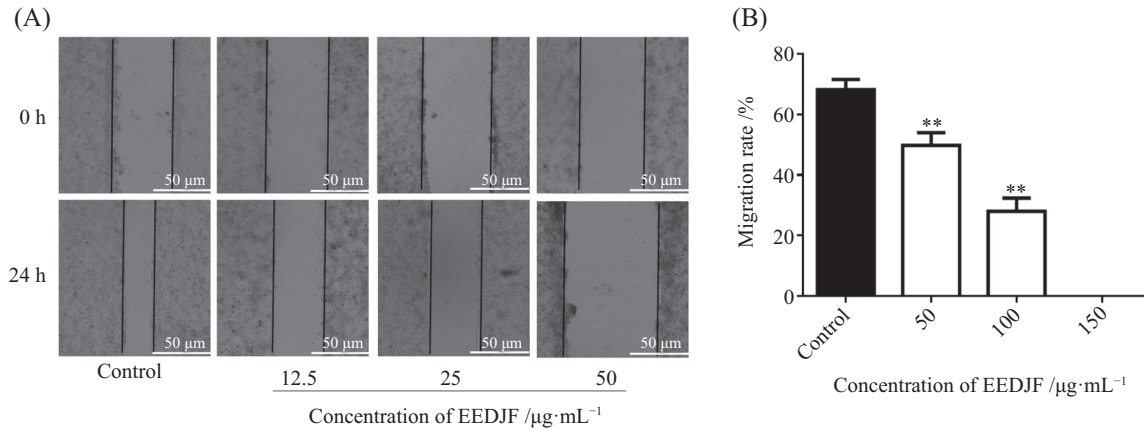 (A)
0 h
50 μm
50 μm
50 μm
50 μm
24 h
50 μm
50 μm
50 μm
50 μm
Control
12.5
25
50
Concentration of EEDJF /μg·mL⁻¹
(B)
Migration rate /%
80
60
40
20
0
**
**
Control
50
100
150
Concentration of EEDJF /μg·mL⁻¹